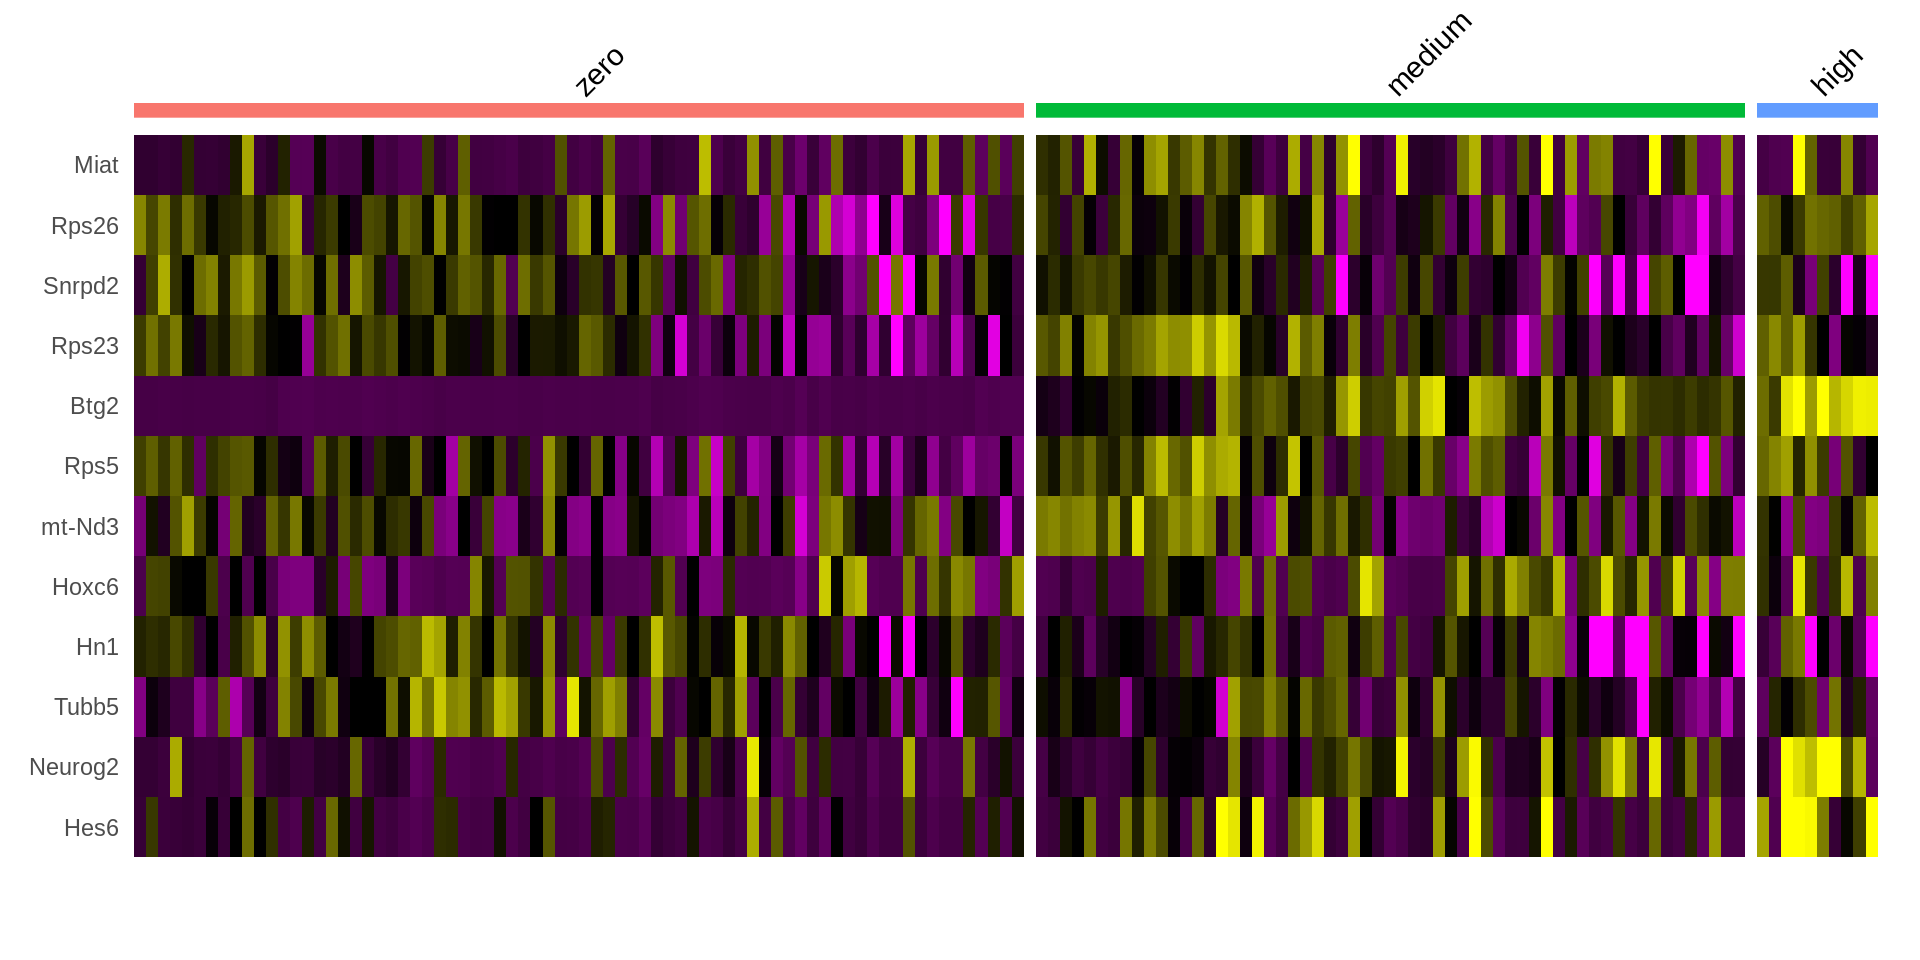 zero
medium
high
Miat
Rps26
Snrpd2
Rps23
Btg2
Rps5
mt-Nd3
Hoxc6
Hn1
Tubb5
Neurog2
Hes6